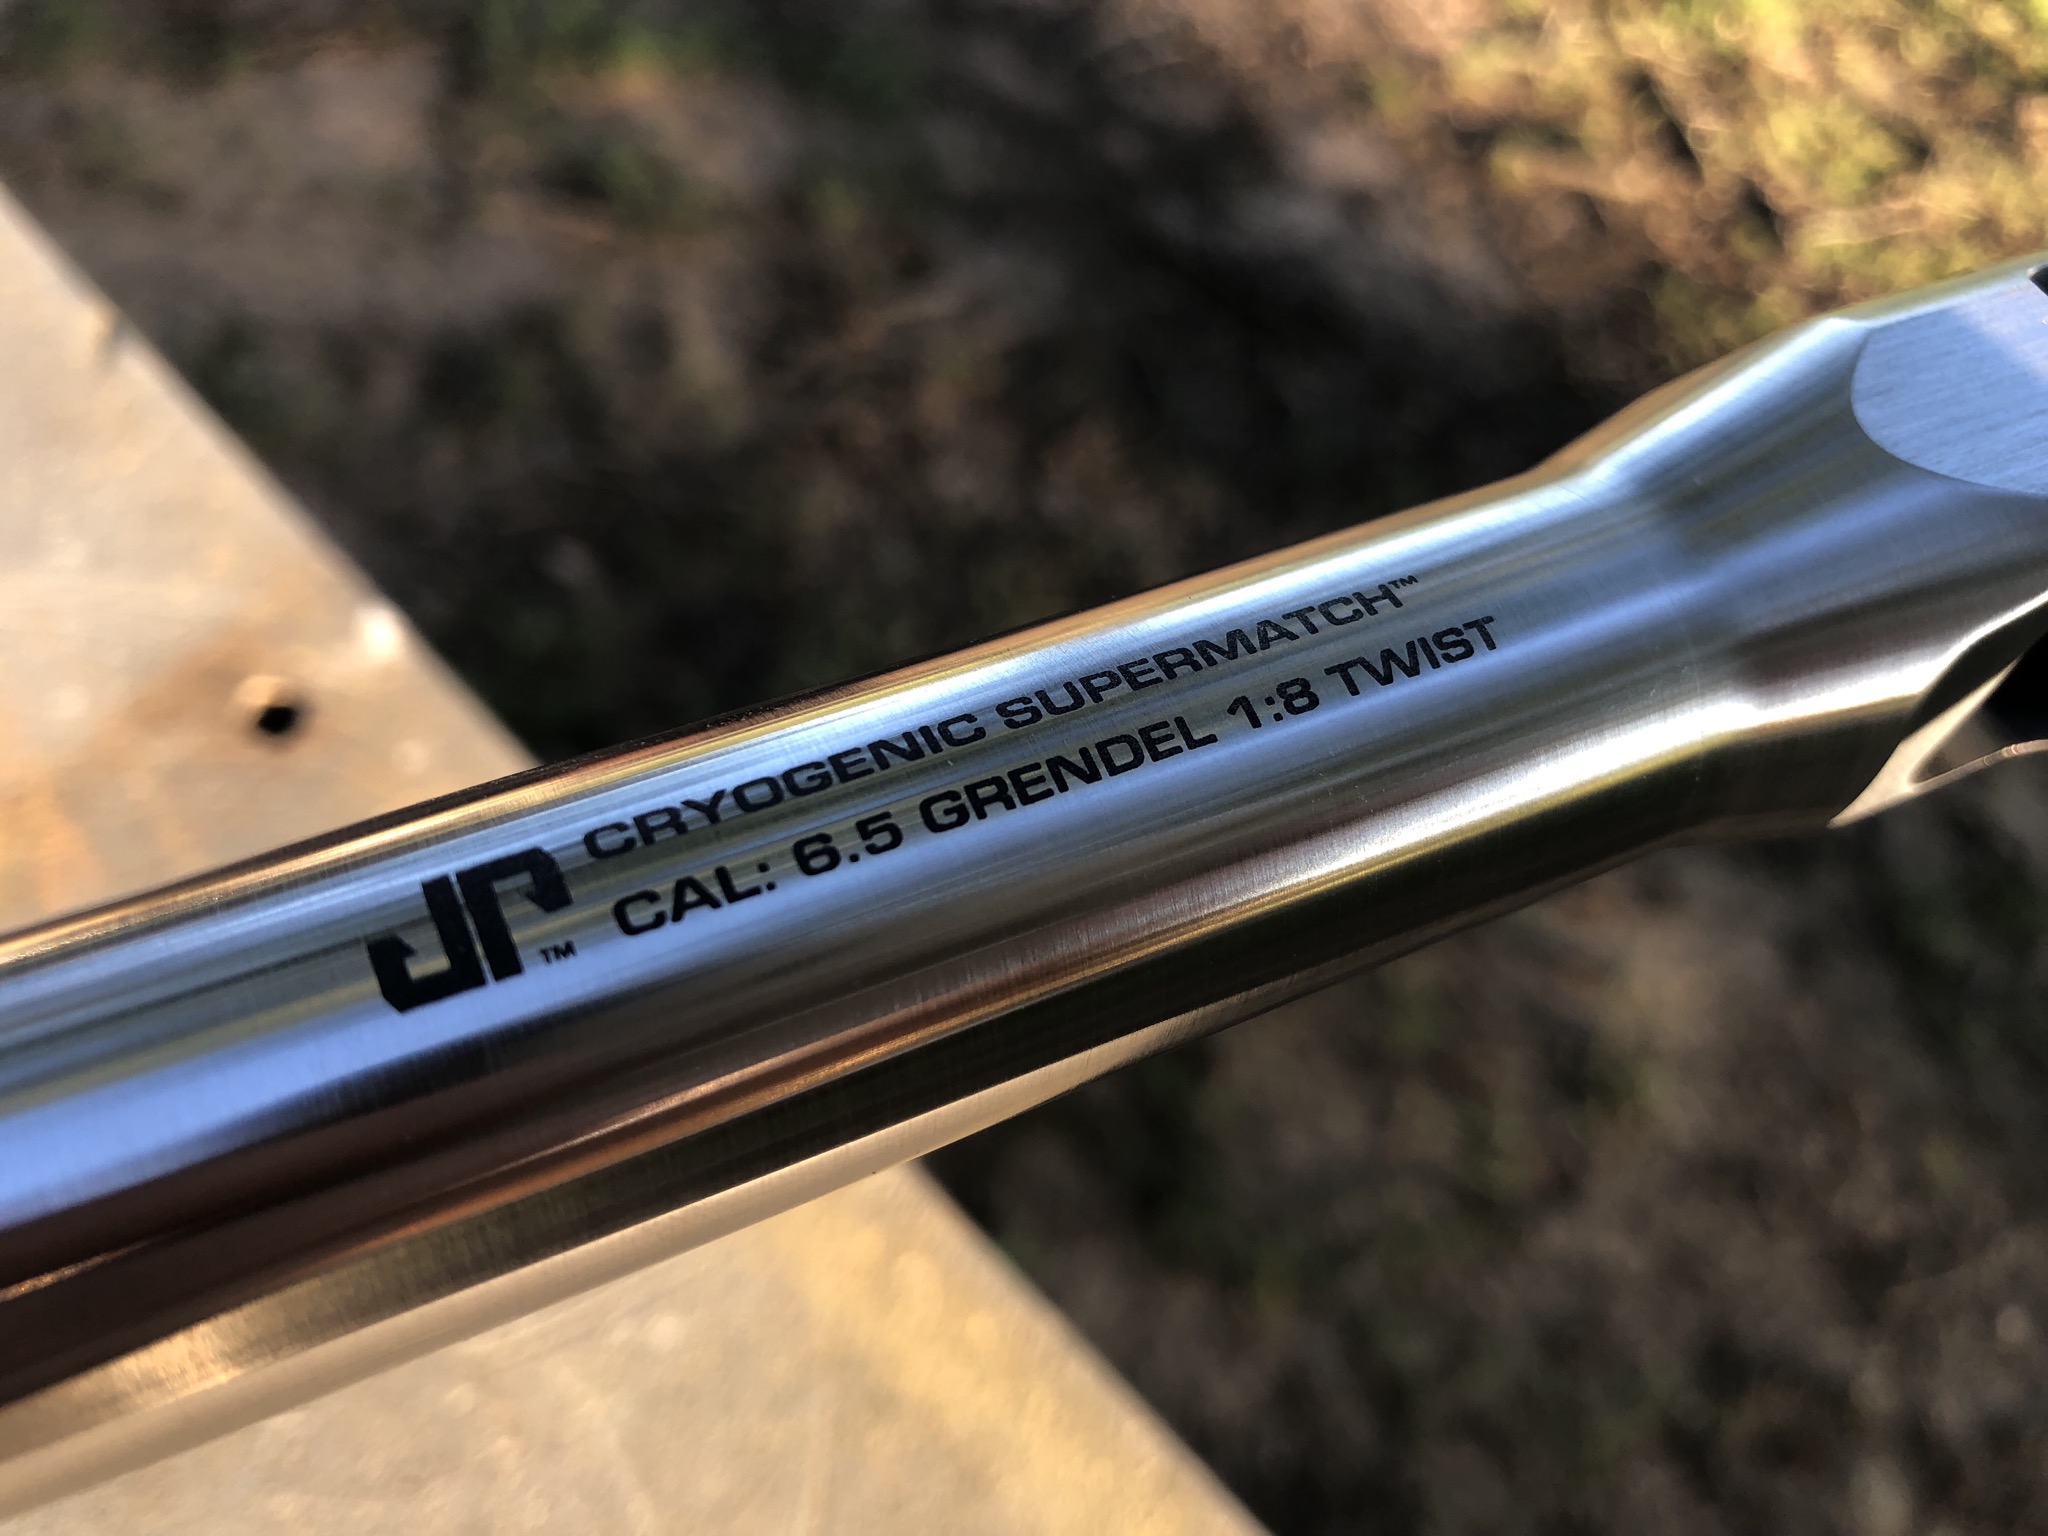 JP™
CRYOGENIC SUPERMATCH™
CAL: 6.5 GRENDEL 1:8 TWIST